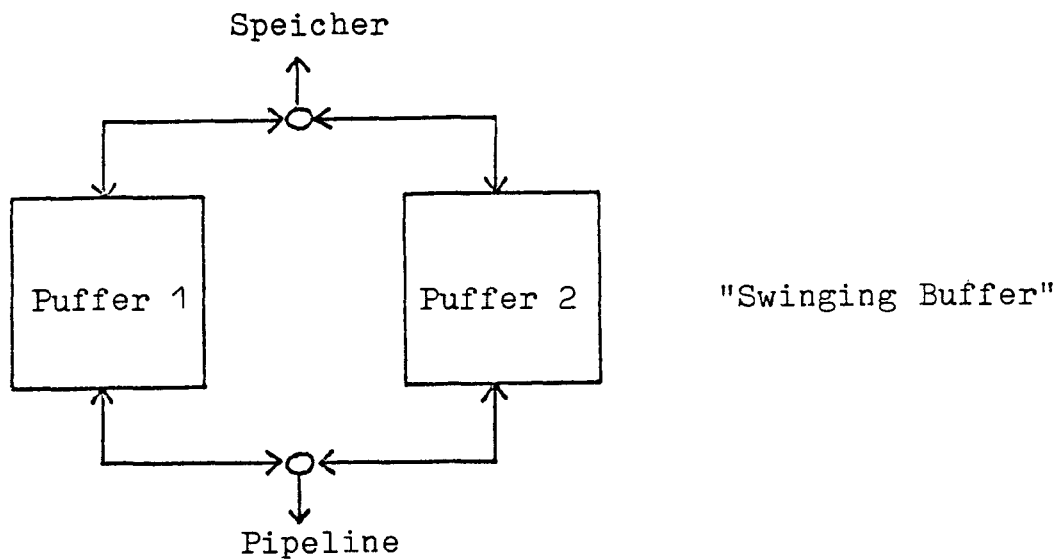 Speicher
Puffer 1
Puffer 2
"Swinging Buffer"
Pipeline